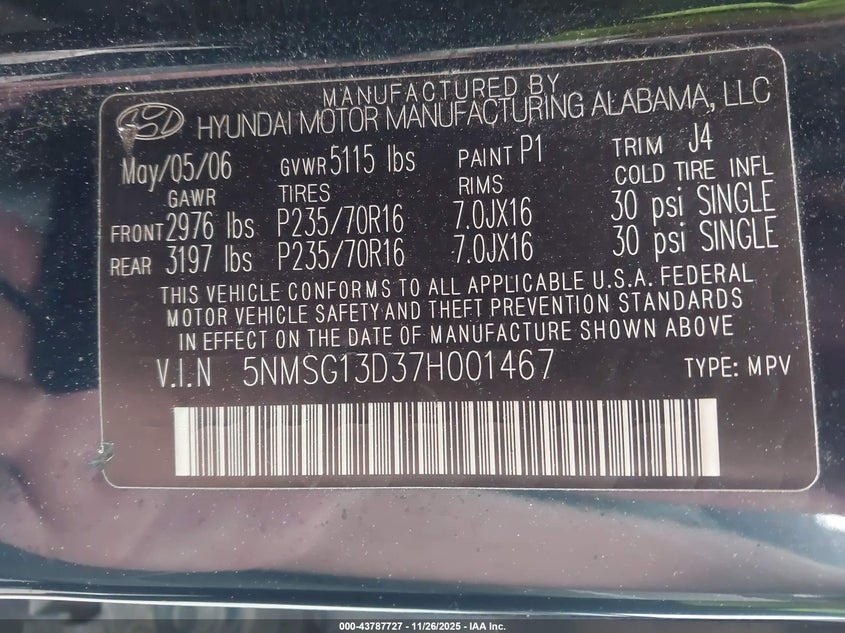 MANUFACTURED BY
HYUNDAI MOTOR MANUFACTURING ALABAMA, LLC
May/05/06 GVWR 5115 lbs PAINT P1 TRIM J4
GAWR TIRES RIMS COLD TIRE INFL
FRONT 2976 lbs P235/70R16 7.0JX16 30 psi SINGLE
REAR 3197 lbs P235/70R16 7.0JX16 30 psi SINGLE
THIS VEHICLE CONFORMS TO ALL APPLICABLE U.S.A. FEDERAL
MOTOR VEHICLE SAFETY AND THEFT PREVENTION STANDARDS
IN EFFECT ON THE DATE OF MANUFACTURE SHOWN ABOVE
V.I.N 5NMSG13D37H001467 TYPE: MPV
000-43787727 - 11/26/2025 - IAA Inc.